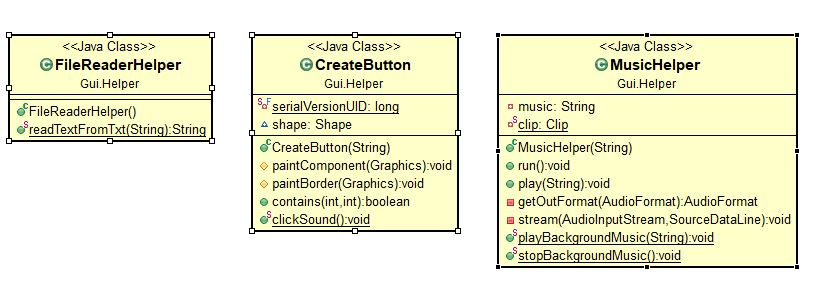 <<Java Class>>
FileReaderHelper
Gui.Helper
FileReaderHelper()
readTextFromTxt(String):String
<<Java Class>>
CreateButton
Gui.Helper
serialVersionUID: long
shape: Shape
CreateButton(String)
paintComponent(Graphics):void
paintBorder(Graphics):void
contains(int,int):boolean
clickSound():void
<<Java Class>>
MusicHelper
Gui.Helper
music: String
clip: Clip
MusicHelper(String)
run():void
play(String):void
getOutFormat(AudioFormat):AudioFormat
stream(AudioInputStream,SourceDataLine):void
playBackgroundMusic(String):void
stopBackgroundMusic():void